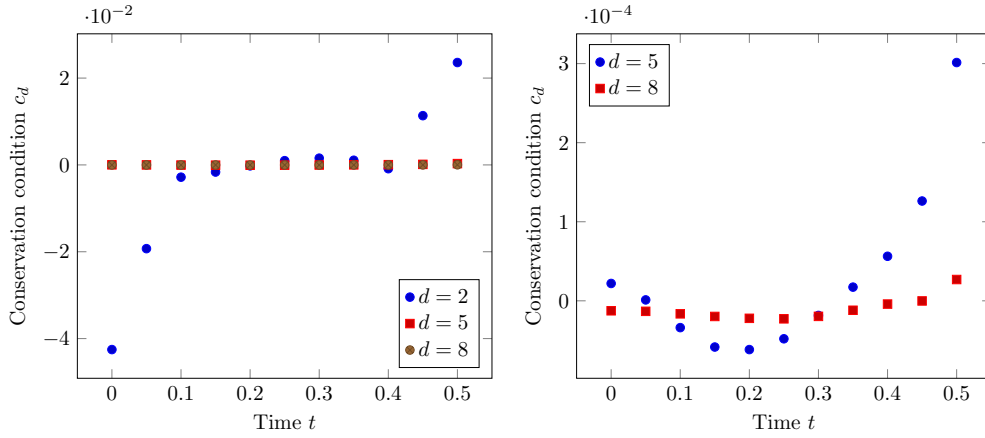 ·10⁻²
2
0
−2
−4
Conservation condition c_d
d = 2
d = 5
d = 8
0 0.1 0.2 0.3 0.4 0.5
Time t
·10⁻⁴
3
2
1
0
Conservation condition c_d
d = 5
d = 8
0 0.1 0.2 0.3 0.4 0.5
Time t